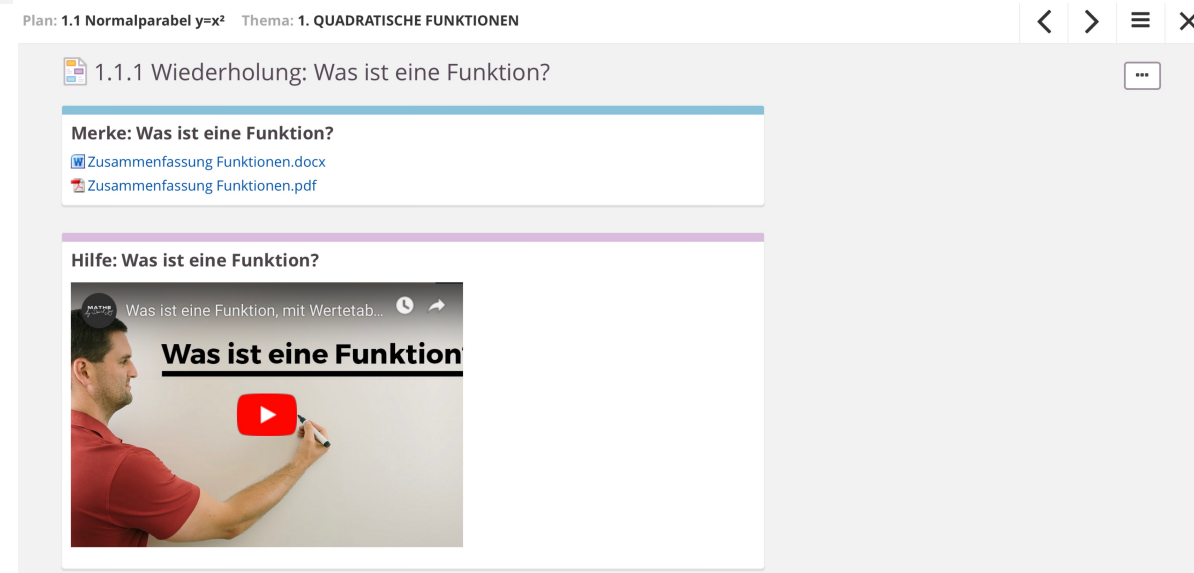 Plan: 1.1 Normalparabel y=x² Thema: 1. QUADRATISCHE FUNKTIONEN
1.1.1 Wiederholung: Was ist eine Funktion?
Merke: Was ist eine Funktion?
Zusammenfassung Funktionen.docx
Zusammenfassung Funktionen.pdf
Hilfe: Was ist eine Funktion?
MATHE
Was ist eine Funktion, mit Wertetab...
Was ist eine Funktion